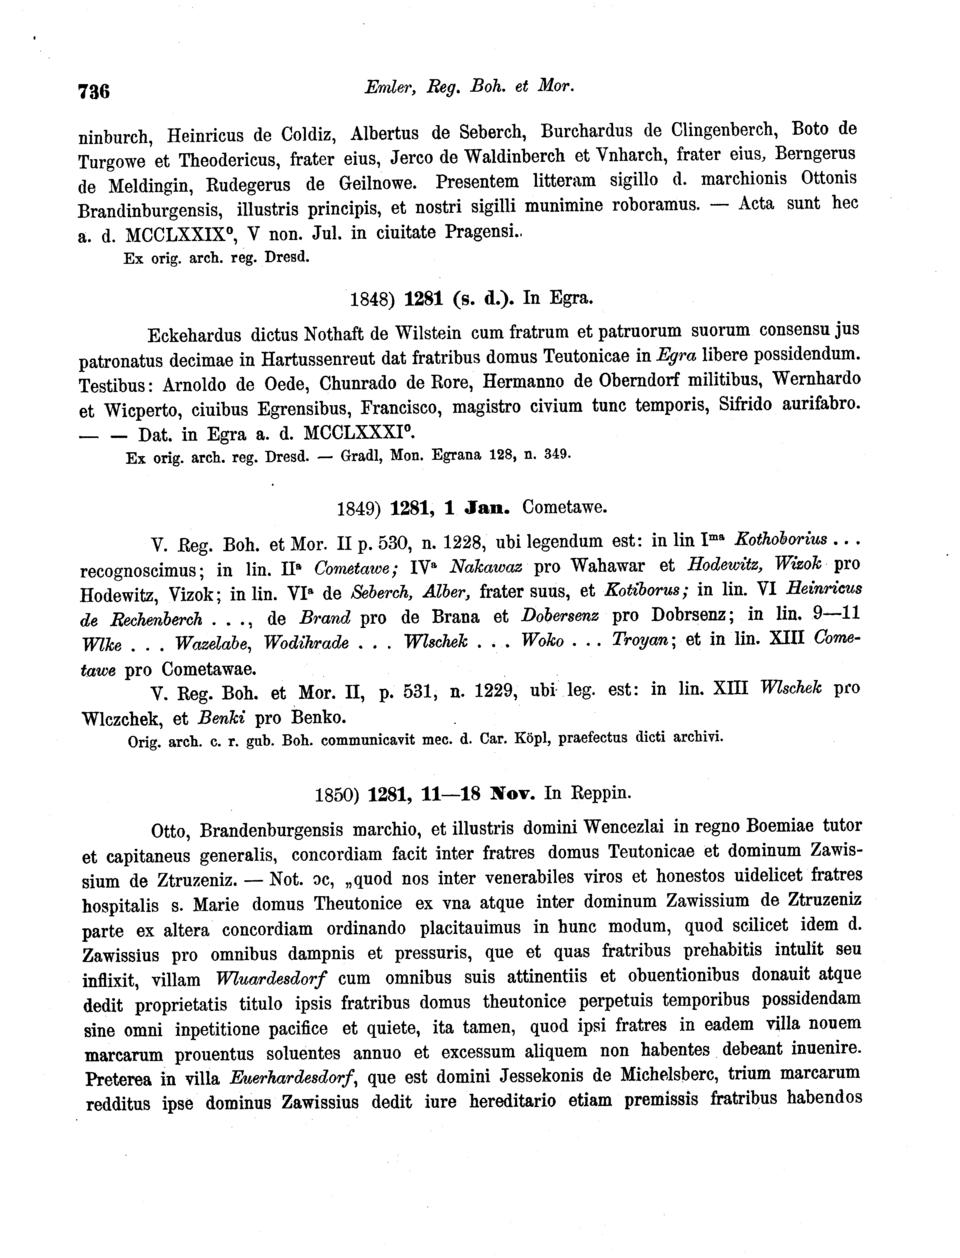 736 Emler, Reg. Boh. et Mor.
ninburch, Heinricus de Coldiz, Albertus de Seberch, Burchardus de Clingenberch, Boto de
Turgowe et Theodericus, frater eius, Jerco de Waldinberch et Vnharch, frater eius, Berngerus
de Meldingin, Rudegerus de Geilnowe. Presentem litteram sigillo d. marchionis Ottonis
Brandinburgensis, illustris principis, et nostri sigilli munimine roboramus. — Acta sunt hec
a. d. MCCLXXIX⁰, V non. Jul. in ciuitate Pragensi..
Ex orig. arch. reg. Dresd.
1848) 1281 (s. d.). In Egra.
Eckehardus dictus Nothaft de Wilstein cum fratrum et patruorum suorum consensu jus
patronatus decimae in Hartussenreut dat fratribus domus Teutonicae in Egra libere possidendum.
Testibus: Arnoldo de Oede, Chunrado de Rore, Hermanno de Oberndorf militibus, Wernhardo
et Wicperto, ciuibus Egrensibus, Francisco, magistro civium tunc temporis, Sifrido aurifabro.
— — Dat. in Egra a. d. MCCLXXXI⁰.
Ex orig. arch. reg. Dresd. — Gradl, Mon. Egrana 128, n. 349.
1849) 1281, 1 Jan. Cometawe.
V. Reg. Boh. et Mor. II p. 530, n. 1228, ubi legendum est: in lin Iᵐᵃ Kothoborius . . .
recognoscimus; in lin. IIᵃ Cometawe; IVᵃ Nakawaz pro Wahawar et Hodewitz, Wizok pro
Hodewitz, Vizok; in lin. VIᵃ de Seberch, Alber, frater suus, et Kotiborus; in lin. VI Heinricus
de Rechenberch . . ., de Brand pro de Brana et Dobersenz pro Dobrsenz; in lin. 9—11
Wlke . . . Wazelabe, Wodihrade . . . Wlschek . . . Woko . . . Troyan; et in lin. XIII Come-
tawe pro Cometawae.
V. Reg. Boh. et Mor. II, p. 531, n. 1229, ubi leg. est: in lin. XIII Wlschek pro
Wlczchek, et Benki pro Benko.
Orig. arch. c. r. gub. Boh. communicavit mec. d. Car. Köpl, praefectus dicti archivi.
1850) 1281, 11—18 Nov. In Reppin.
Otto, Brandenburgensis marchio, et illustris domini Wencezlai in regno Boemiae tutor
et capitaneus generalis, concordiam facit inter fratres domus Teutonicae et dominum Zawis-
sium de Ztruzeniz. — Not. ɔc, „quod nos inter venerabiles viros et honestos uidelicet fratres
hospitalis s. Marie domus Theutonice ex vna atque inter dominum Zawissium de Ztruzeniz
parte ex altera concordiam ordinando placitauimus in hunc modum, quod scilicet idem d.
Zawissius pro omnibus dampnis et pressuris, que et quas fratribus prehabitis intulit seu
inflixit, villam Wluardesdorf cum omnibus suis attinentiis et obuentionibus donauit atque
dedit proprietatis titulo ipsis fratribus domus theutonice perpetuis temporibus possidendam
sine omni inpetitione pacifice et quiete, ita tamen, quod ipsi fratres in eadem villa nouem
marcarum prouentus soluentes annuo et excessum aliquem non habentes debeant inuenire.
Preterea in villa Euerhardesdorf, que est domini Jessekonis de Michelsberc, trium marcarum
redditus ipse dominus Zawissius dedit iure hereditario etiam premissis fratribus habendos